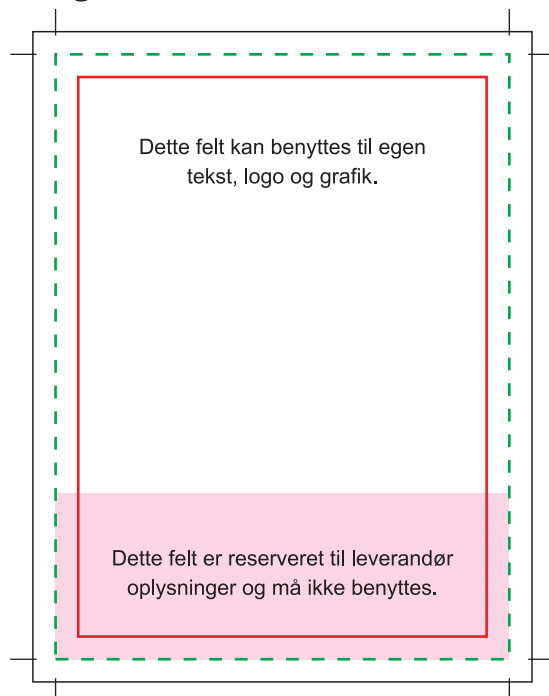 Dette felt kan benyttes til egen
tekst, logo og grafik.
Dette felt er reserveret til leverandør
oplysninger og må ikke benyttes.